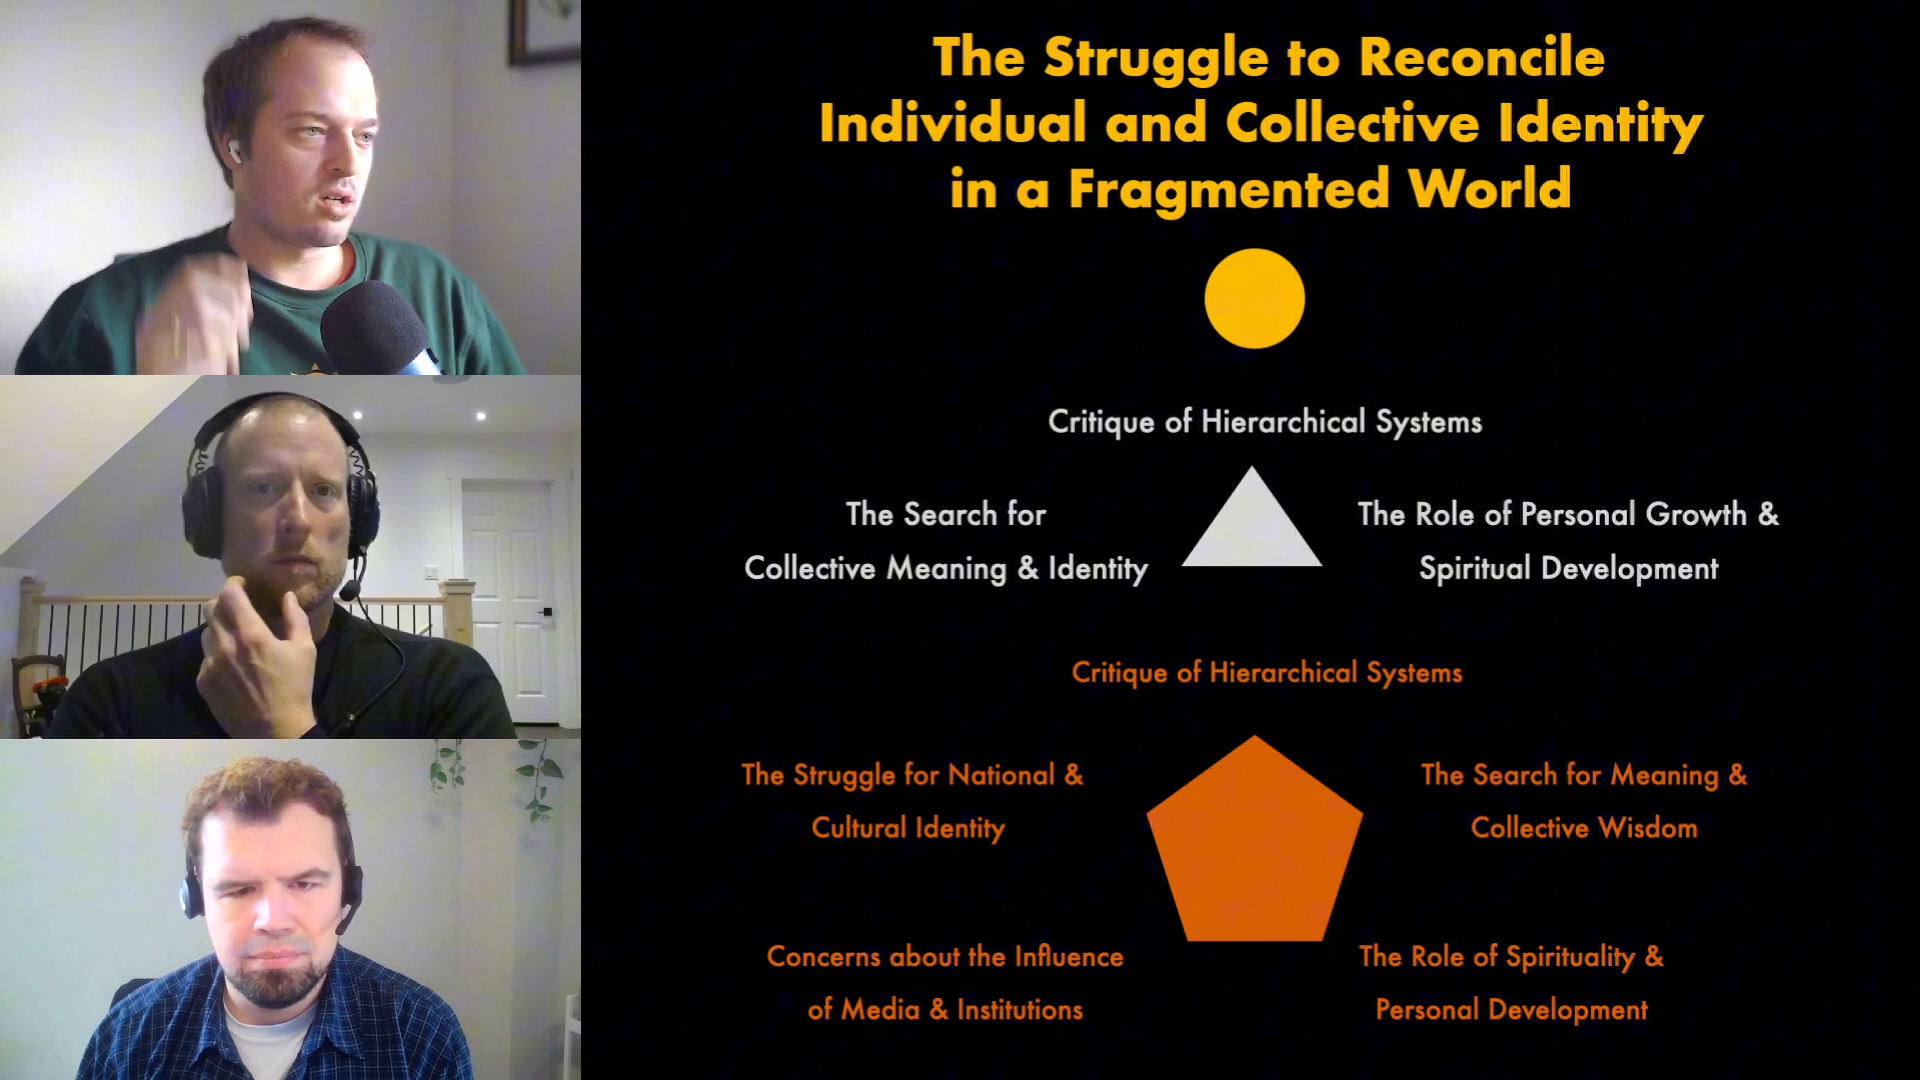 The Struggle to Reconcile
Individual and Collective Identity
in a Fragmented World
Critique of Hierarchical Systems
The Search for
Collective Meaning & Identity
The Role of Personal Growth &
Spiritual Development
Critique of Hierarchical Systems
The Struggle for National &
Cultural Identity
The Search for Meaning &
Collective Wisdom
Concerns about the Influence
of Media & Institutions
The Role of Spirituality &
Personal Development